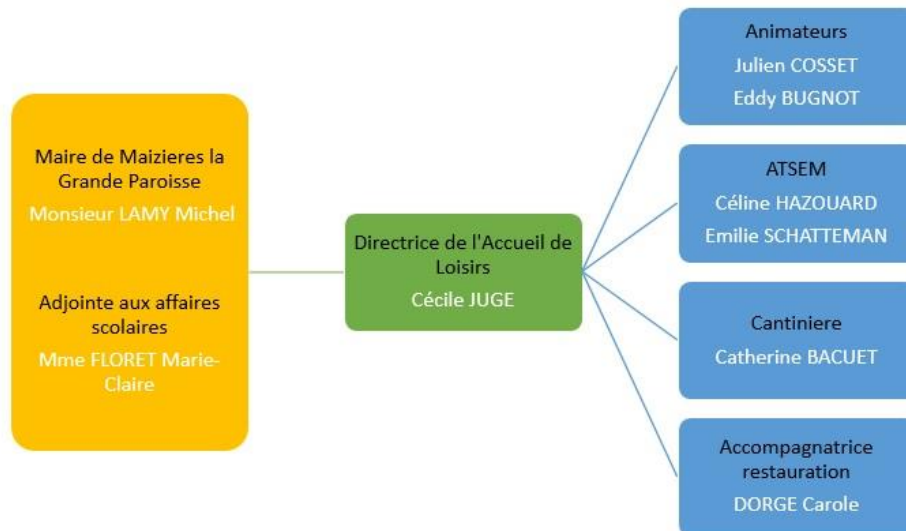 Maire de Maizieres la
Grande Paroisse
Monsieur LAMY Michel
Adjointe aux affaires
scolaires
Mme FLORET Marie-
Claire
Directrice de l'Accueil de
Loisirs
Cécile JUGE
Animateurs
Julien COSSET
Eddy BUGNOT
ATSEM
Céline HAZOUARD
Emilie SCHATTEMAN
Cantiniere
Catherine BACUET
Accompagnatrice
restauration
DORGE Carole